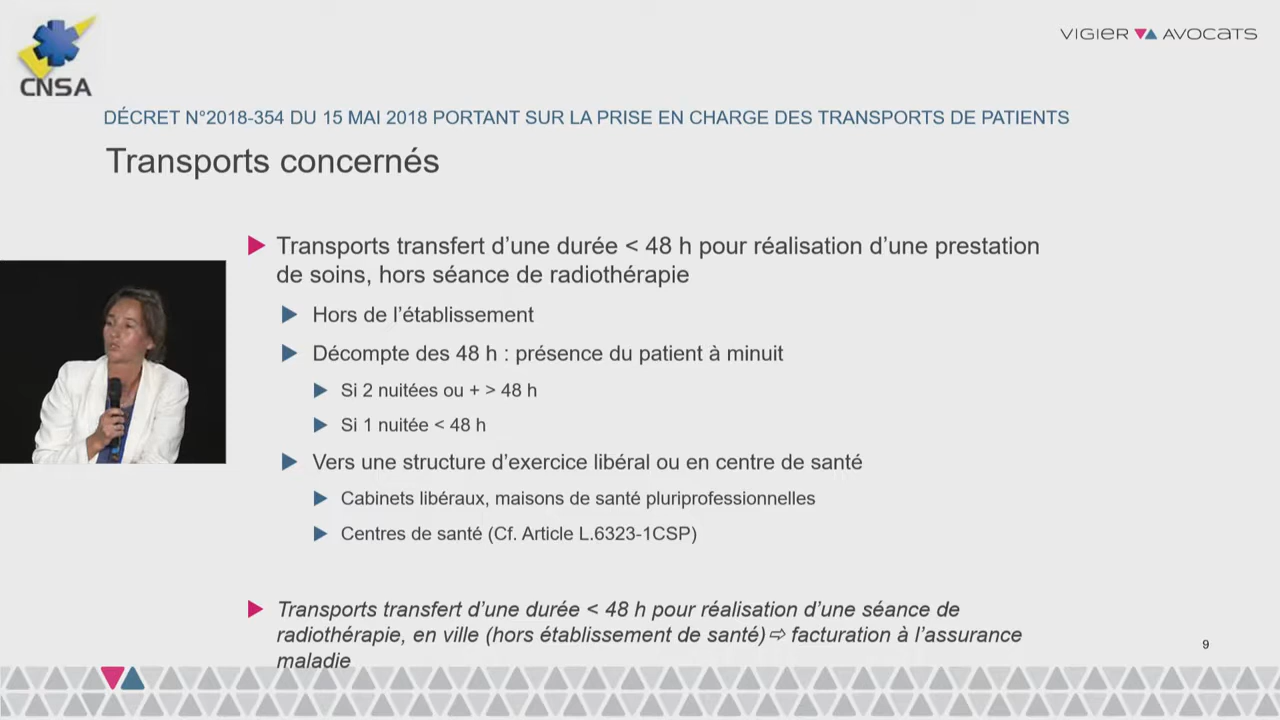 CNSA
VIGIER AVOCATS
DÉCRET N°2018-354 DU 15 MAI 2018 PORTANT SUR LA PRISE EN CHARGE DES TRANSPORTS DE PATIENTS
Transports concernés
Transports transfert d'une durée < 48 h pour réalisation d'une prestation
de soins, hors séance de radiothérapie
Hors de l'établissement
Décompte des 48 h : présence du patient à minuit
Si 2 nuitées ou + > 48 h
Si 1 nuitée < 48 h
Vers une structure d'exercice libéral ou en centre de santé
Cabinets libéraux, maisons de santé pluriprofessionnelles
Centres de santé (Cf. Article L.6323-1CSP)
Transports transfert d'une durée < 48 h pour réalisation d'une séance de
radiothérapie, en ville (hors établissement de santé) ⇨ facturation à l'assurance
maladie
9